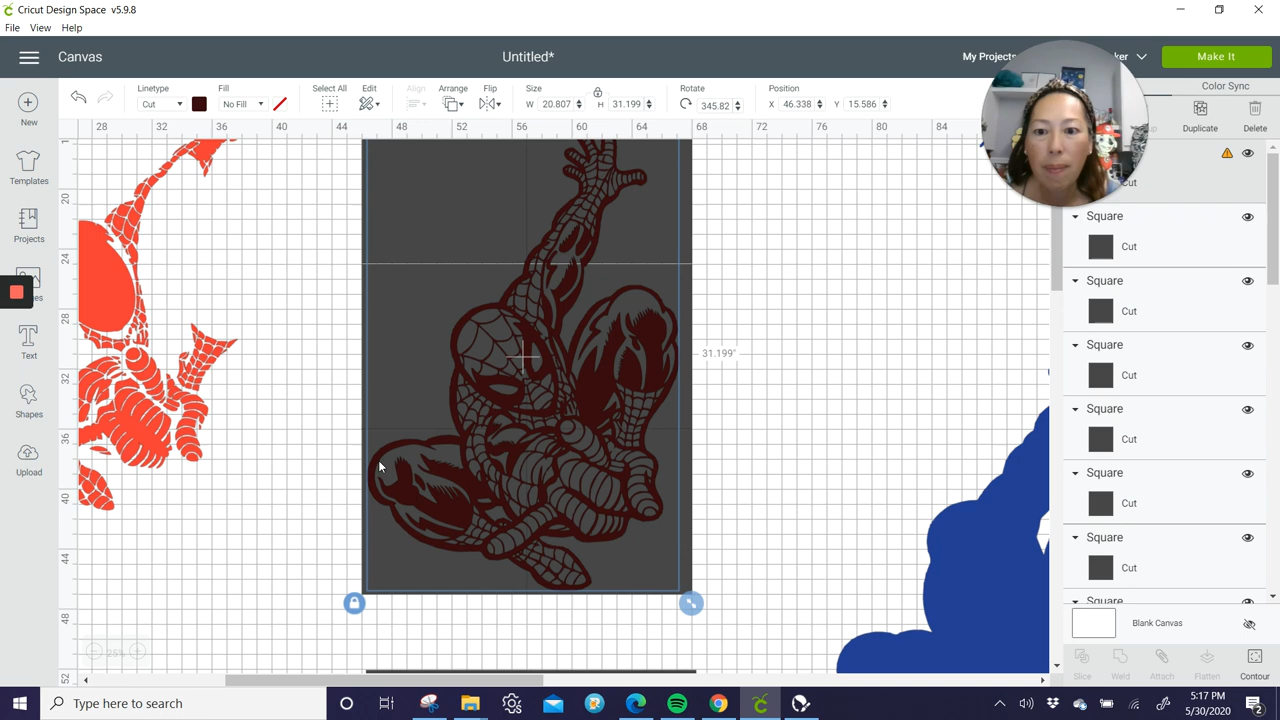 Cricut Design Space v5.9.8
File View Help
Canvas
Untitled*
My Projects
Make It
Linetype
Cut
Fill
No Fill
Select All
Edit
Align
Arrange
Flip
Size
W 20.807
H 31.199
Rotate
345.82
Position
X 46.338
Y 15.586
Color Sync
Duplicate
Delete
New
Templates
Projects
Text
Shapes
Upload
28 32 36 40 44 48 52 56 60 64 68 72 76 80 84
20
24
28
32
36
40
44
48
52
31.199"
25%
Cut
Square
Cut
Square
Cut
Square
Cut
Square
Cut
Square
Cut
Square
Cut
Square
Blank Canvas
Slice Weld Attach Flatten Contour
Type here to search
5:17 PM
5/30/2020
2